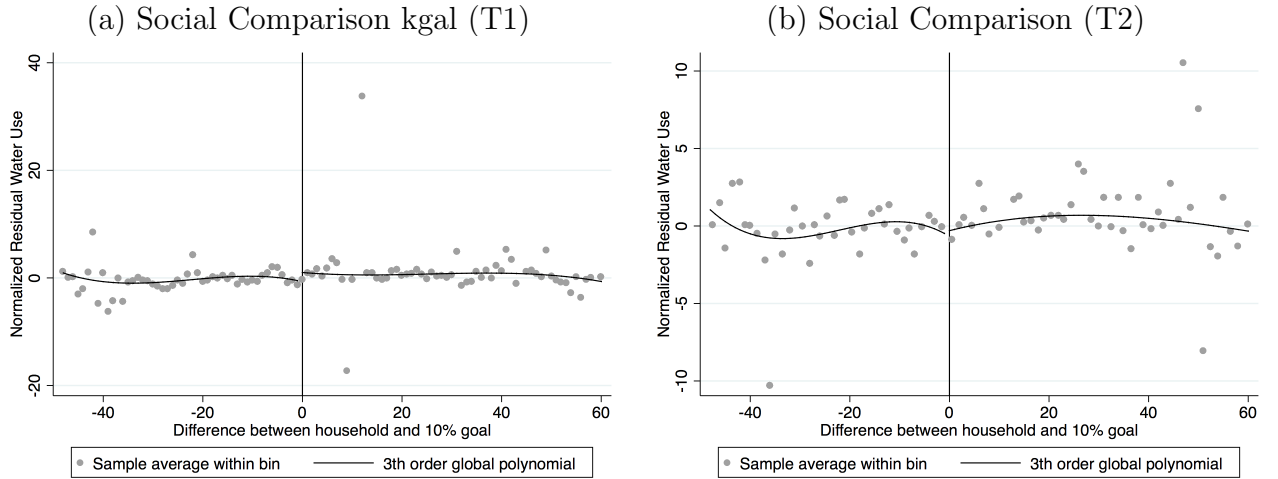 (a) Social Comparison kgal (T1)
Normalized Residual Water Use
40
20
0
-20
-40
-20
0
20
40
60
Difference between household and 10% goal
Sample average within bin
3th order global polynomial
(b) Social Comparison (T2)
Normalized Residual Water Use
10
5
0
-5
-10
-40
-20
0
20
40
60
Difference between household and 10% goal
Sample average within bin
3th order global polynomial